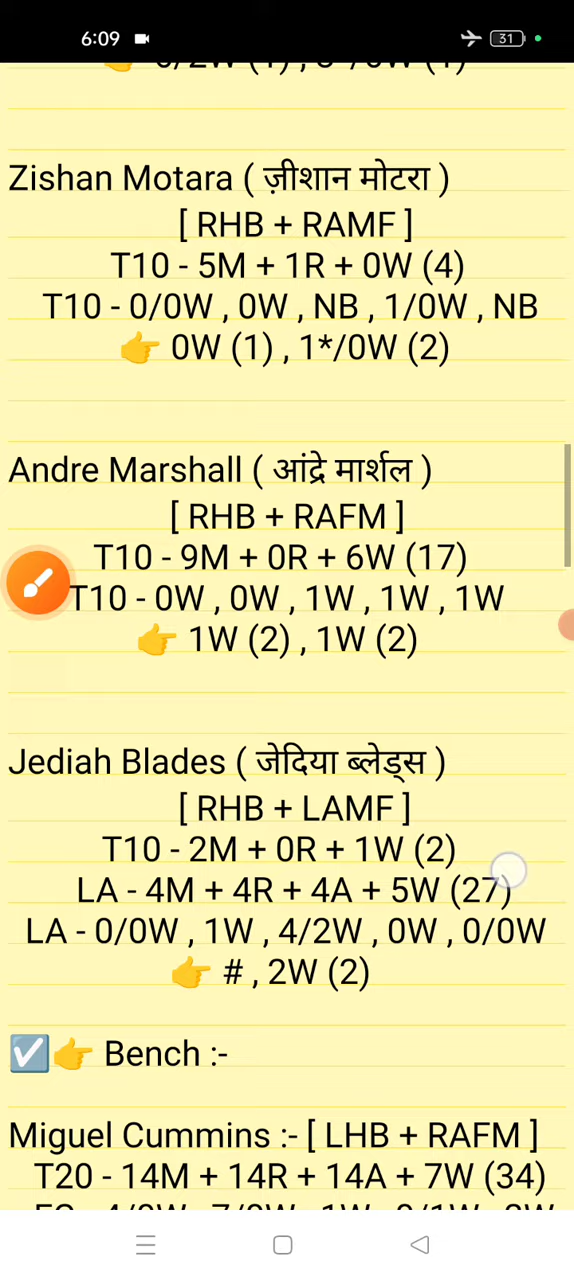 6:09
31
Zishan Motara ( ज़ीशान मोटरा )
[ RHB + RAMF ]
T10 - 5M + 1R + 0W (4)
T10 - 0/0W , 0W , NB , 1/0W , NB
👉 0W (1) , 1*/0W (2)
Andre Marshall ( आंद्रे मार्शल )
[ RHB + RAFM ]
T10 - 9M + 0R + 6W (17)
T10 - 0W , 0W , 1W , 1W , 1W
👉 1W (2) , 1W (2)
Jediah Blades ( जेदिया ब्लेड्स )
[ RHB + LAMF ]
T10 - 2M + 0R + 1W (2)
LA - 4M + 4R + 4A + 5W (27)
LA - 0/0W , 1W , 4/2W , 0W , 0/0W
👉 # , 2W (2)
☑️👉 Bench :-
Miguel Cummins :- [ LHB + RAFM ]
T20 - 14M + 14R + 14A + 7W (34)